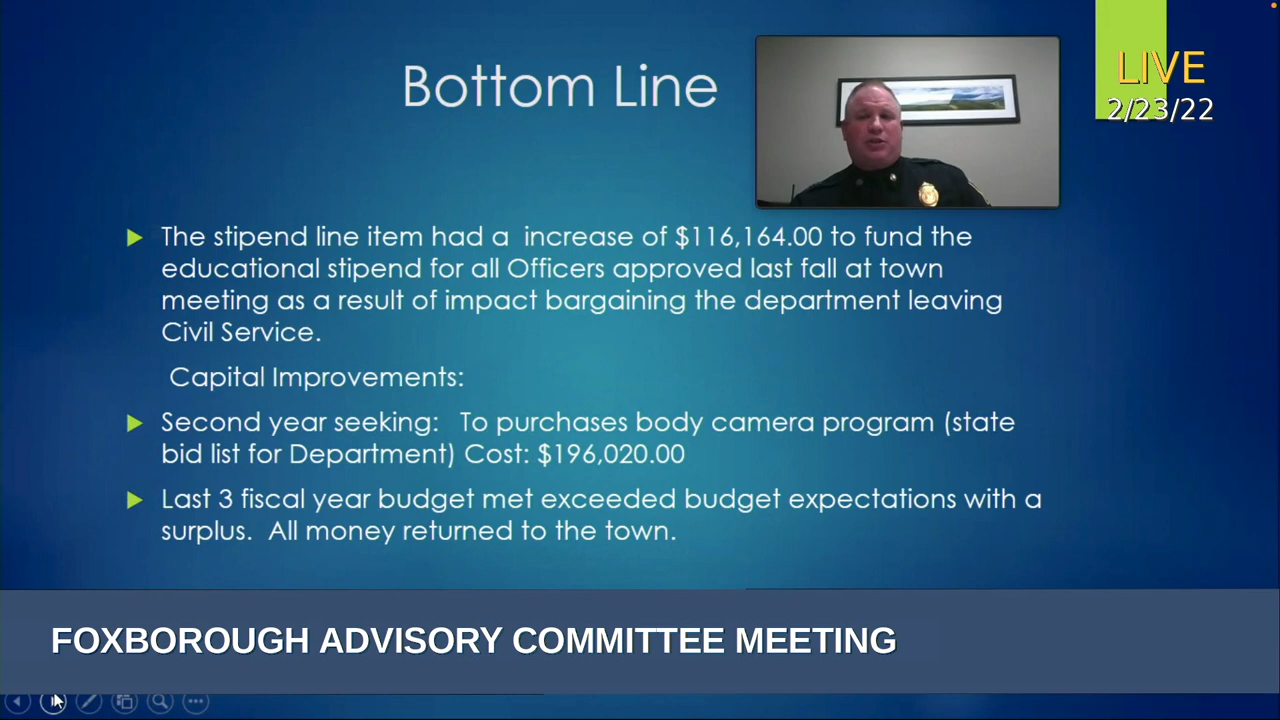 Bottom Line
LIVE
2/23/22
The stipend line item had a  increase of $116,164.00 to fund the
educational stipend for all Officers approved last fall at town
meeting as a result of impact bargaining the department leaving
Civil Service.
Capital Improvements:
Second year seeking:   To purchases body camera program (state
bid list for Department) Cost: $196,020.00
Last 3 fiscal year budget met exceeded budget expectations with a
surplus.  All money returned to the town.
FOXBOROUGH ADVISORY COMMITTEE MEETING